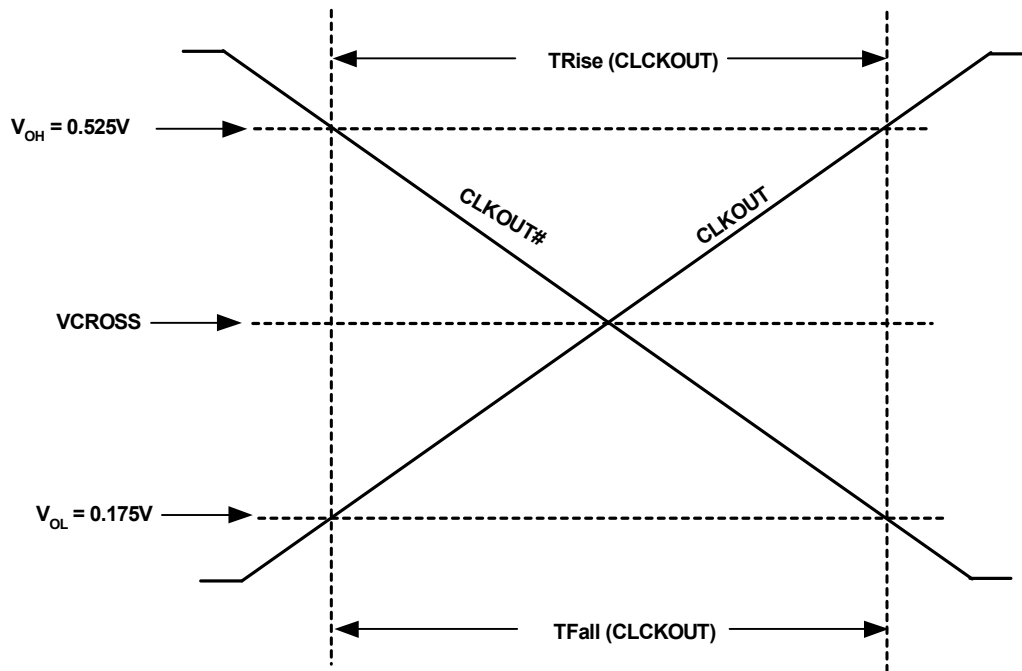 TRise (CLCKOUT)
VOH = 0.525V
CLKOUT#
CLKOUT
VCROSS
VOL = 0.175V
TFall (CLCKOUT)